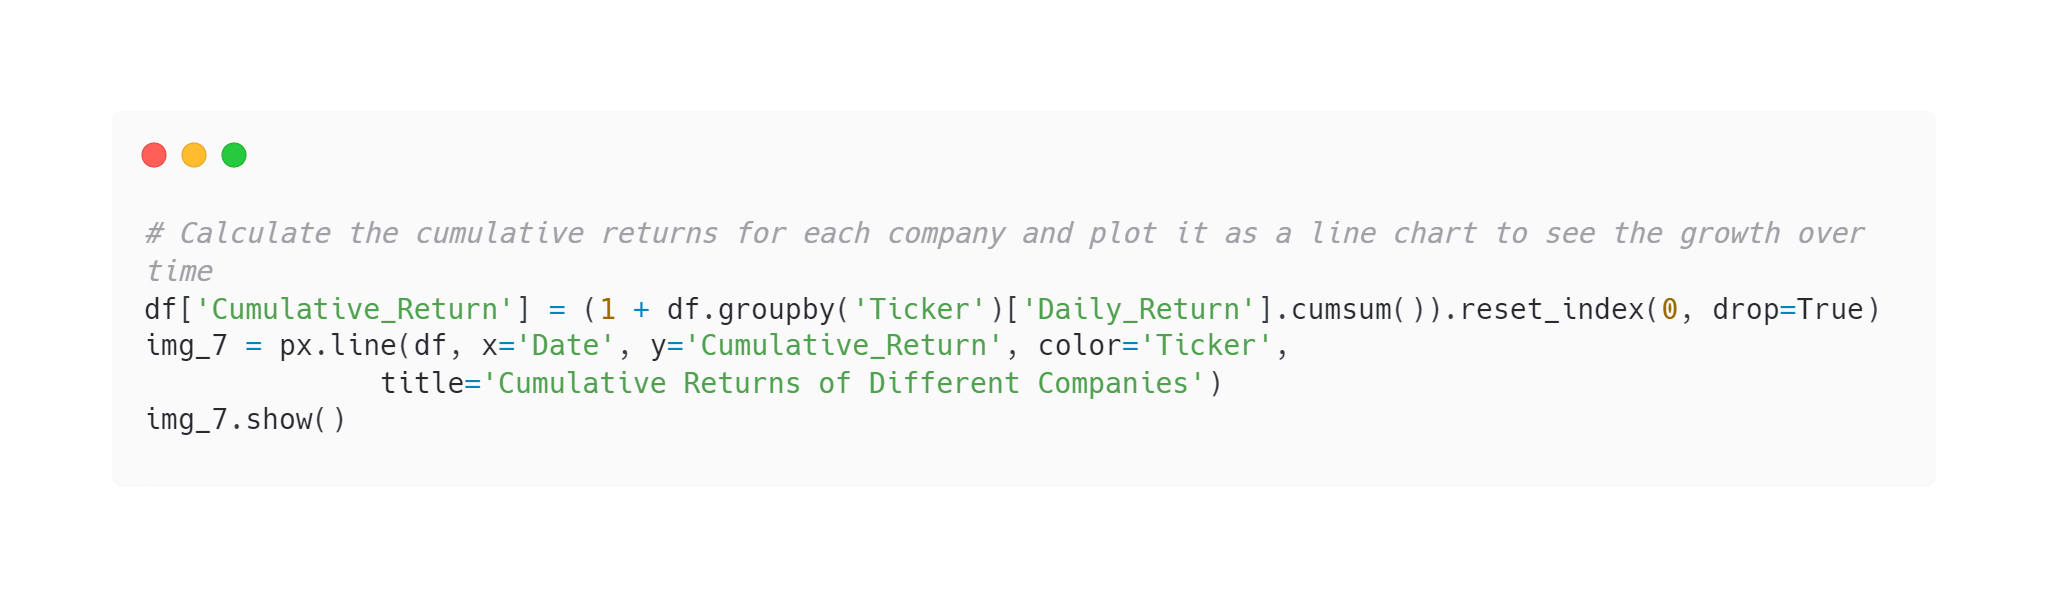 # Calculate the cumulative returns for each company and plot it as a line chart to see the growth over
time
df['Cumulative_Return'] = (1 + df.groupby('Ticker')['Daily_Return'].cumsum()).reset_index(0, drop=True)
img_7 = px.line(df, x='Date', y='Cumulative_Return', color='Ticker',
              title='Cumulative Returns of Different Companies')
img_7.show()